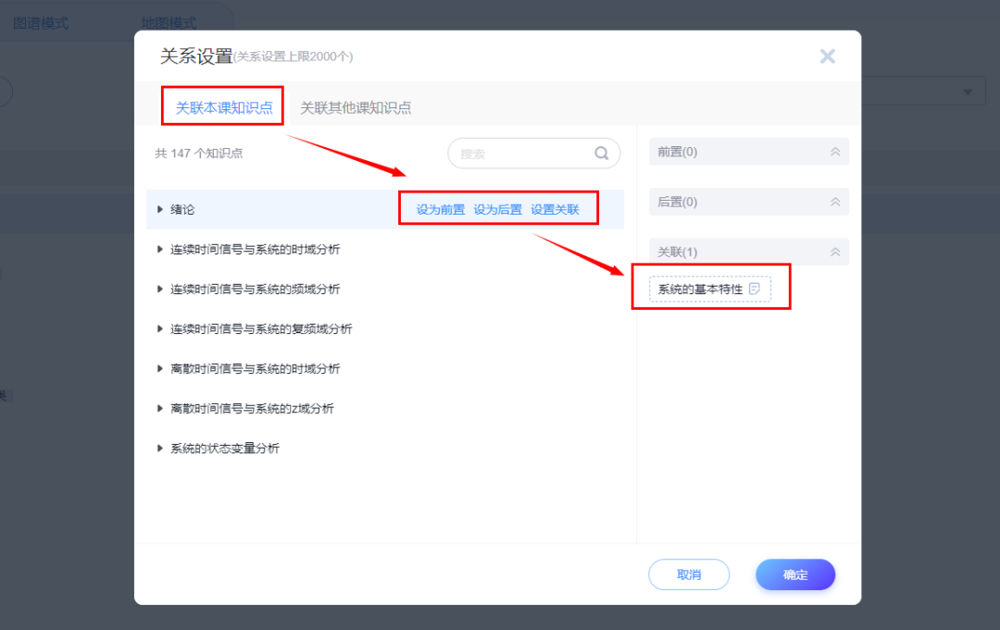 图谱模式 地图模式
关系设置(关系设置上限2000个)
关联本课知识点 关联其他课知识点
共 147 个知识点 搜索
绪论 设为前置 设为后置 设置关联
连续时间信号与系统的时域分析
连续时间信号与系统的频域分析
连续时间信号与系统的复频域分析
离散时间信号与系统的时域分析
离散时间信号与系统的z域分析
系统的状态变量分析
前置(0)
后置(0)
关联(1)
系统的基本特性
取消 确定